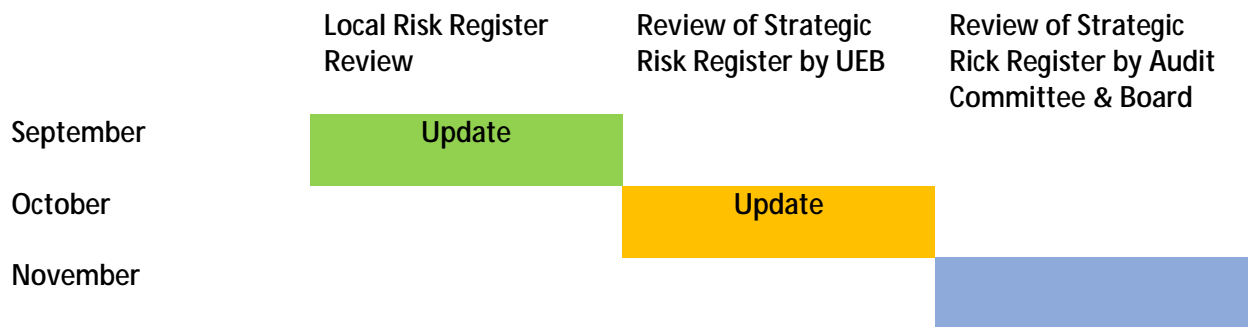 Local Risk Register
Review
Review of Strategic
Risk Register by UEB
Review of Strategic
Rick Register by Audit
Committee & Board
September
Update
October
Update
November